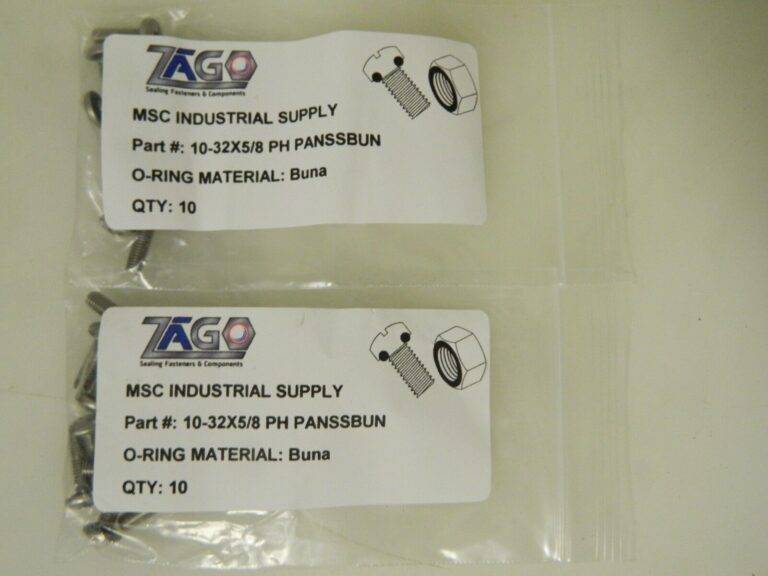 ZAGO
Sealing Fasteners & Components
MSC INDUSTRIAL SUPPLY
Part #: 10-32X5/8 PH PANSSBUN
O-RING MATERIAL: Buna
QTY: 10
ZAGO
Sealing Fasteners & Components
MSC INDUSTRIAL SUPPLY
Part #: 10-32X5/8 PH PANSSBUN
O-RING MATERIAL: Buna
QTY: 10